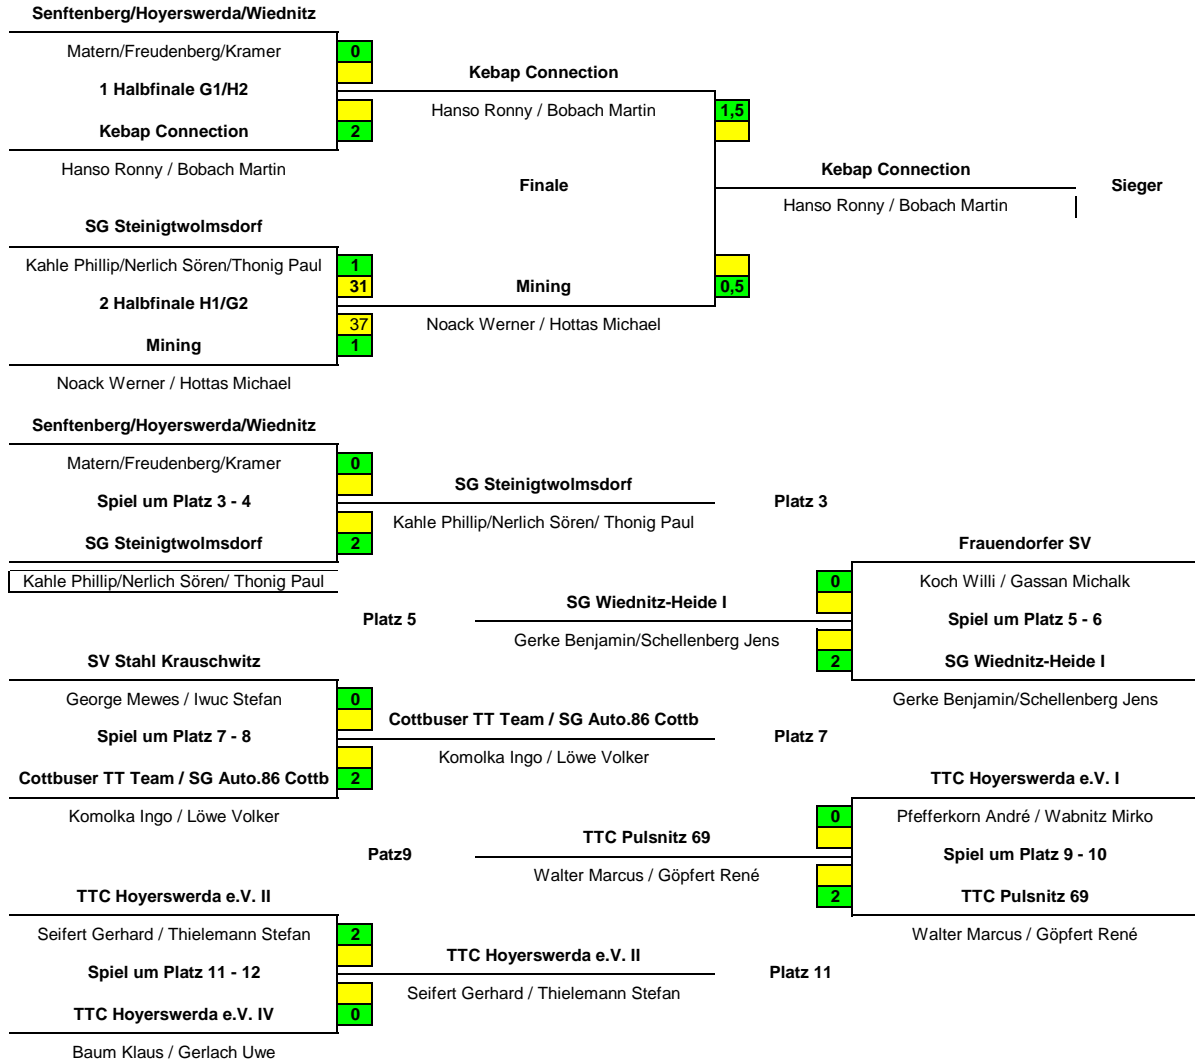 Senftenberg/Hoyerswerda/Wiednitz
Matern/Freudenberg/Kramer
0
1 Halbfinale G1/H2
Kebap Connection
2
Hanso Ronny / Bobach Martin
Kebap Connection
Hanso Ronny / Bobach Martin
1,5
Finale
Kebap Connection
Hanso Ronny / Bobach Martin
Sieger
SG Steinigtwolmsdorf
Kahle Phillip/Nerlich Sören/Thonig Paul
1
31
2 Halbfinale H1/G2
37
Mining
1
Noack Werner / Hottas Michael
Mining
0,5
Noack Werner / Hottas Michael
Senftenberg/Hoyerswerda/Wiednitz
Matern/Freudenberg/Kramer
0
Spiel um Platz 3 - 4
SG Steinigtwolmsdorf
2
Kahle Phillip/Nerlich Sören/ Thonig Paul
SG Steinigtwolmsdorf
Kahle Phillip/Nerlich Sören/ Thonig Paul
Platz 3
Frauendorfer SV
0
Koch Willi / Gassan Michalk
Spiel um Platz 5 - 6
2
SG Wiednitz-Heide I
Gerke Benjamin/Schellenberg Jens
Platz 5
SG Wiednitz-Heide I
Gerke Benjamin/Schellenberg Jens
SV Stahl Krauschwitz
George Mewes / Iwuc Stefan
0
Spiel um Platz 7 - 8
Cottbuser TT Team / SG Auto.86 Cottb
2
Komolka Ingo / Löwe Volker
Cottbuser TT Team / SG Auto.86 Cottb
Komolka Ingo / Löwe Volker
Platz 7
TTC Hoyerswerda e.V. I
0
Pfefferkorn André / Wabnitz Mirko
Spiel um Platz 9 - 10
2
TTC Pulsnitz 69
Walter Marcus / Göpfert René
Patz9
TTC Pulsnitz 69
Walter Marcus / Göpfert René
TTC Hoyerswerda e.V. II
Seifert Gerhard / Thielemann Stefan
2
Spiel um Platz 11 - 12
TTC Hoyerswerda e.V. IV
0
Baum Klaus / Gerlach Uwe
TTC Hoyerswerda e.V. II
Seifert Gerhard / Thielemann Stefan
Platz 11